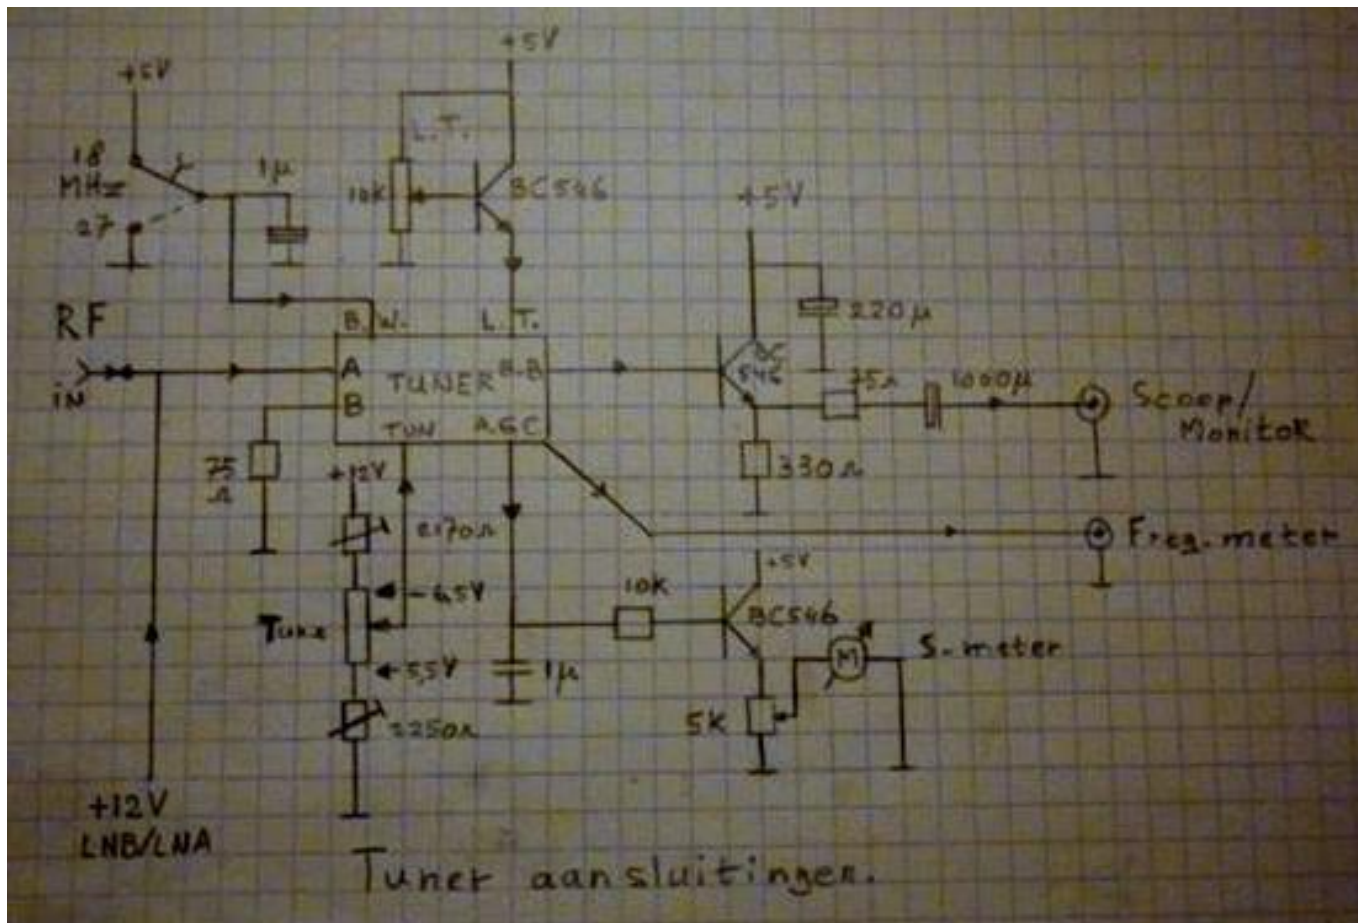 +5V
+5V
L.T.
18
MHz
1µ
10K
BC546
+5V
27
220µ
RF
B.W.
L.T.
A
TUNER
B-B
BC
546
75Ω
1000µ
Scoop/
Monitor
iN
B
TUN
A.G.C
75
Ω
+12V
330Ω
Freq. meter
+5V
10K
6,5V
BC546
Tune
S-meter
M
5,5V
1µ
5K
+12V
LNB/LNA
Tuner aansluitingen.